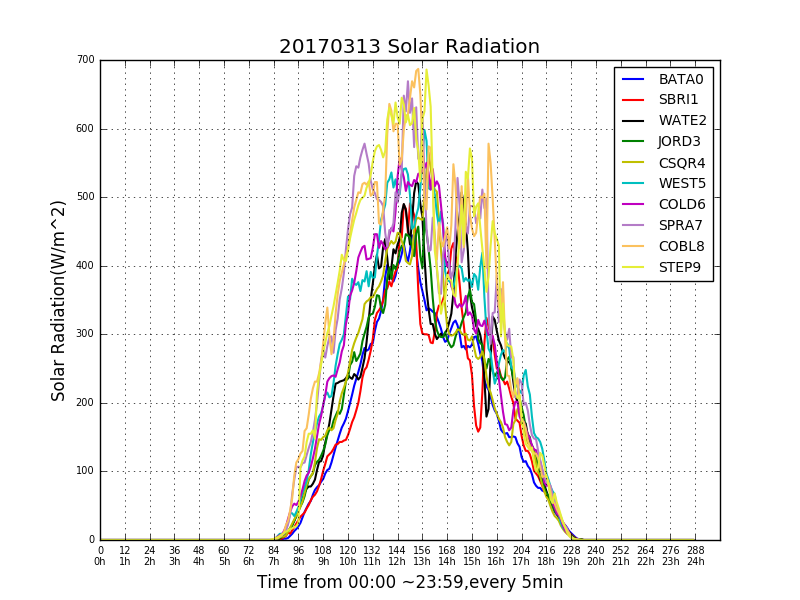 20170313 Solar Radiation
700
600
500
400
300
200
100
0
Solar Radiation(W/m^2)
BATA0
SBRI1
WATE2
JORD3
CSQR4
WEST5
COLD6
SPRA7
COBL8
STEP9
0 12 24 36 48 60 72 84 96 108 120 132 144 156 168 180 192 204 216 228 240 252 264 276 288
0h 1h 2h 3h 4h 5h 6h 7h 8h 9h 10h 11h 12h 13h 14h 15h 16h 17h 18h 19h 20h 21h 22h 23h 24h
Time from 00:00 ~23:59,every 5min